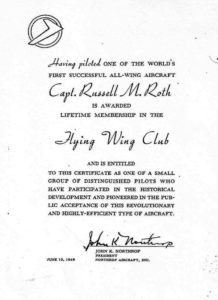 Having piloted ONE OF THE WORLD'S
FIRST SUCCESSFUL ALL-WING AIRCRAFT
Capt. Russell M. Roth
IS AWARDED
LIFETIME MEMBERSHIP IN THE
Flying Wing Club
AND IS ENTITLED
TO THIS CERTIFICATE AS ONE OF A SMALL
GROUP OF DISTINGUISHED PILOTS WHO
HAVE PARTICIPATED IN THE HISTORICAL
DEVELOPMENT AND PIONEERED IN THE PUB-
LIC ACCEPTANCE OF THIS REVOLUTIONARY
AND HIGHLY-EFFICIENT TYPE OF AIRCRAFT.
John K. Northrop
JOHN K. NORTHROP
PRESIDENT
NORTHROP AIRCRAFT, INC.